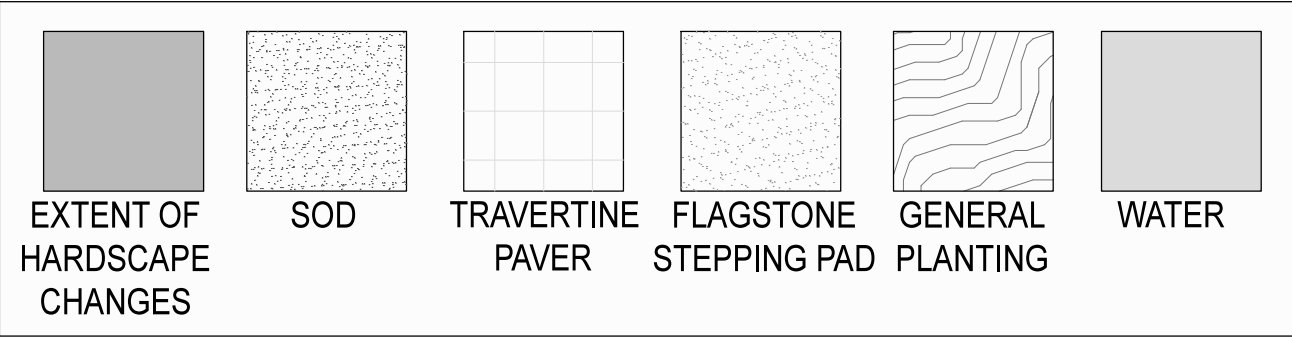 EXTENT OF
HARDSCAPE
CHANGES
SOD
TRAVERTINE
PAVER
FLAGSTONE
STEPPING PAD
GENERAL
PLANTING
WATER